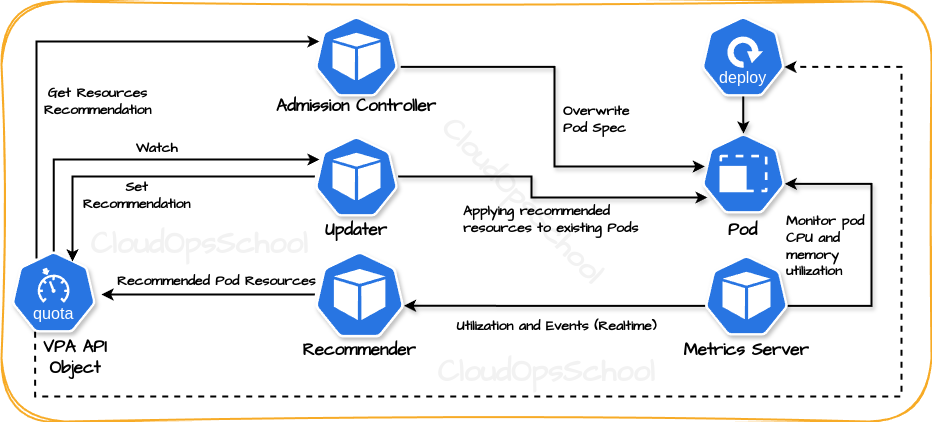 deploy
Get Resources
Recommendation
Admission Controller
Overwrite
Pod Spec
Watch
Set
Recommendation
Updater
Applying recommended
resources to existing Pods
Pod
Monitor pod
CPU and
memory
utilization
CloudOpsSchool
CloudOpsSchool
quota
VPA API
Object
Recommended Pod Resources
Recommender
Utilization and Events (Realtime)
Metrics Server
CloudOpsSchool